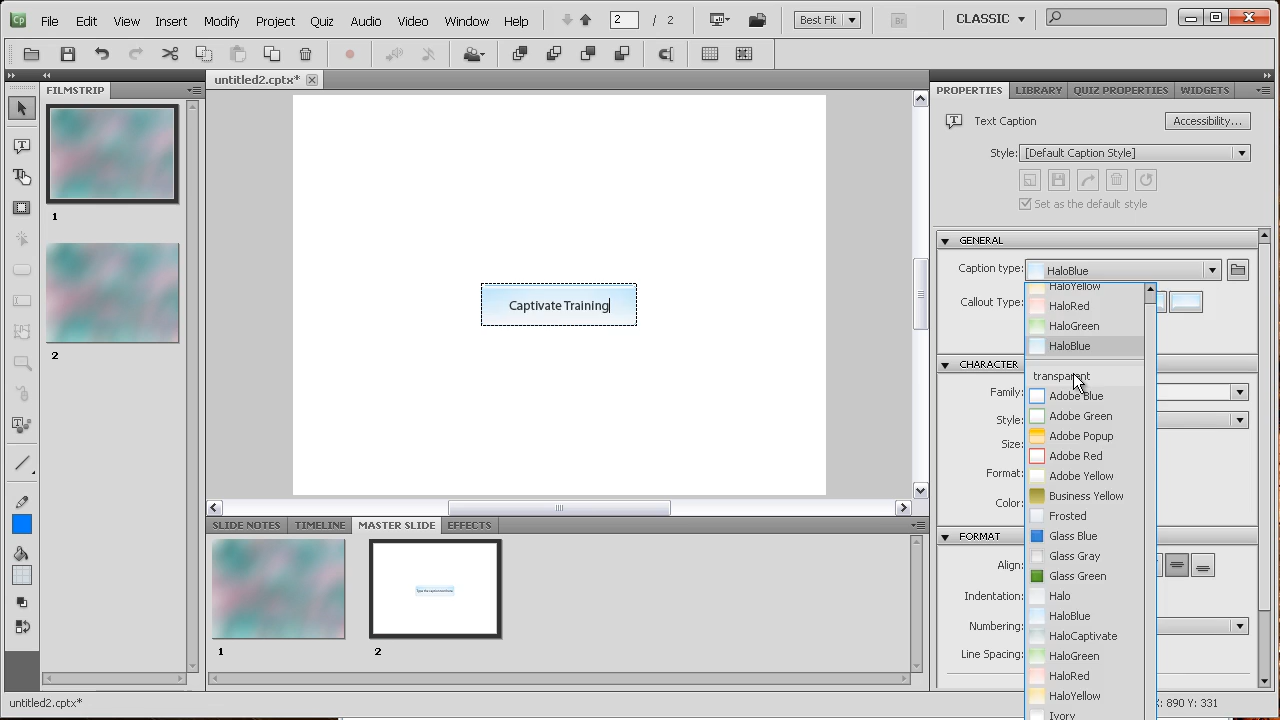 Cp File Edit View Insert Modify Project Quiz Audio Video Window Help 2 / 2 Best Fit Br CLASSIC
untitled2.cptx*
FILMSTRIP
1
2
Captivate Training
SLIDE NOTES TIMELINE MASTER SLIDE EFFECTS
1
2
PROPERTIES LIBRARY QUIZ PROPERTIES WIDGETS
Text Caption Accessibility...
Style: [Default Caption Style]
Set as the default style
GENERAL
Caption type: HaloBlue
Callout Type:
HaloYellow
HaloRed
HaloGreen
HaloBlue
transparent
Adobe Blue
Adobe Green
Adobe Popup
Adobe Red
Adobe Yellow
Business Yellow
Frosted
Glass Blue
Glass Gray
Glass Green
Halo
HaloBlue
HaloCaptivate
HaloGreen
HaloRed
HaloYellow
Ivory
CHARACTER
Family:
Style:
Size:
Format:
Color:
FORMAT
Align:
Indentation:
Numbering:
Line Spacing:
untitled2.cptx*
X: 890 Y: 331